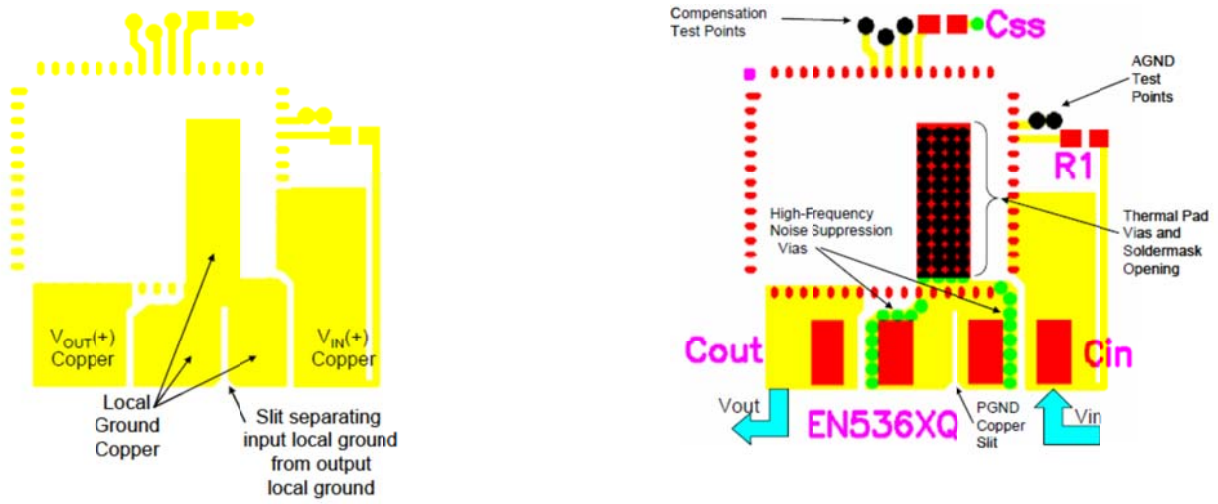 V_OUT(+)
Copper
V_IN(+)
Copper
Local
Ground
Copper
Slit separating
input local ground
from output
local ground
Compensation
Test Points
Css
AGND
Test
Points
R1
High-Frequency
Noise Suppression
Vias
Thermal Pad
Vias and
Soldermask
Opening
Cout
Cin
Vout
EN536XQ
PGND
Copper
Slit
Vin